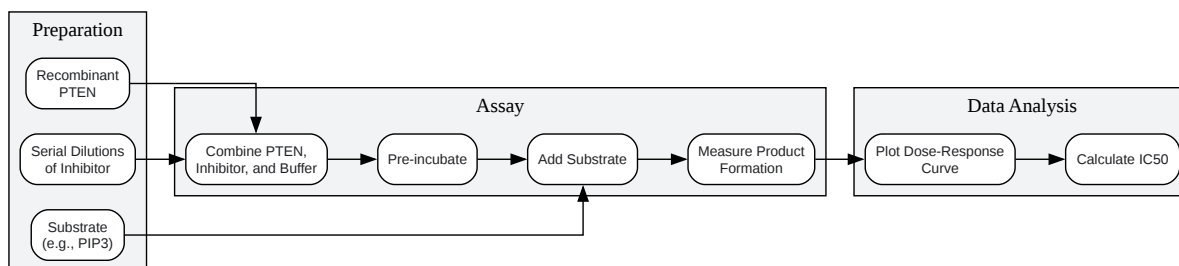 Preparation
Recombinant
PTEN
Serial Dilutions
of Inhibitor
Substrate
(e.g., PIP3)
Assay
Combine PTEN,
Inhibitor, and Buffer
Pre-incubate
Add Substrate
Measure Product
Formation
Data Analysis
Plot Dose-Response
Curve
Calculate IC50